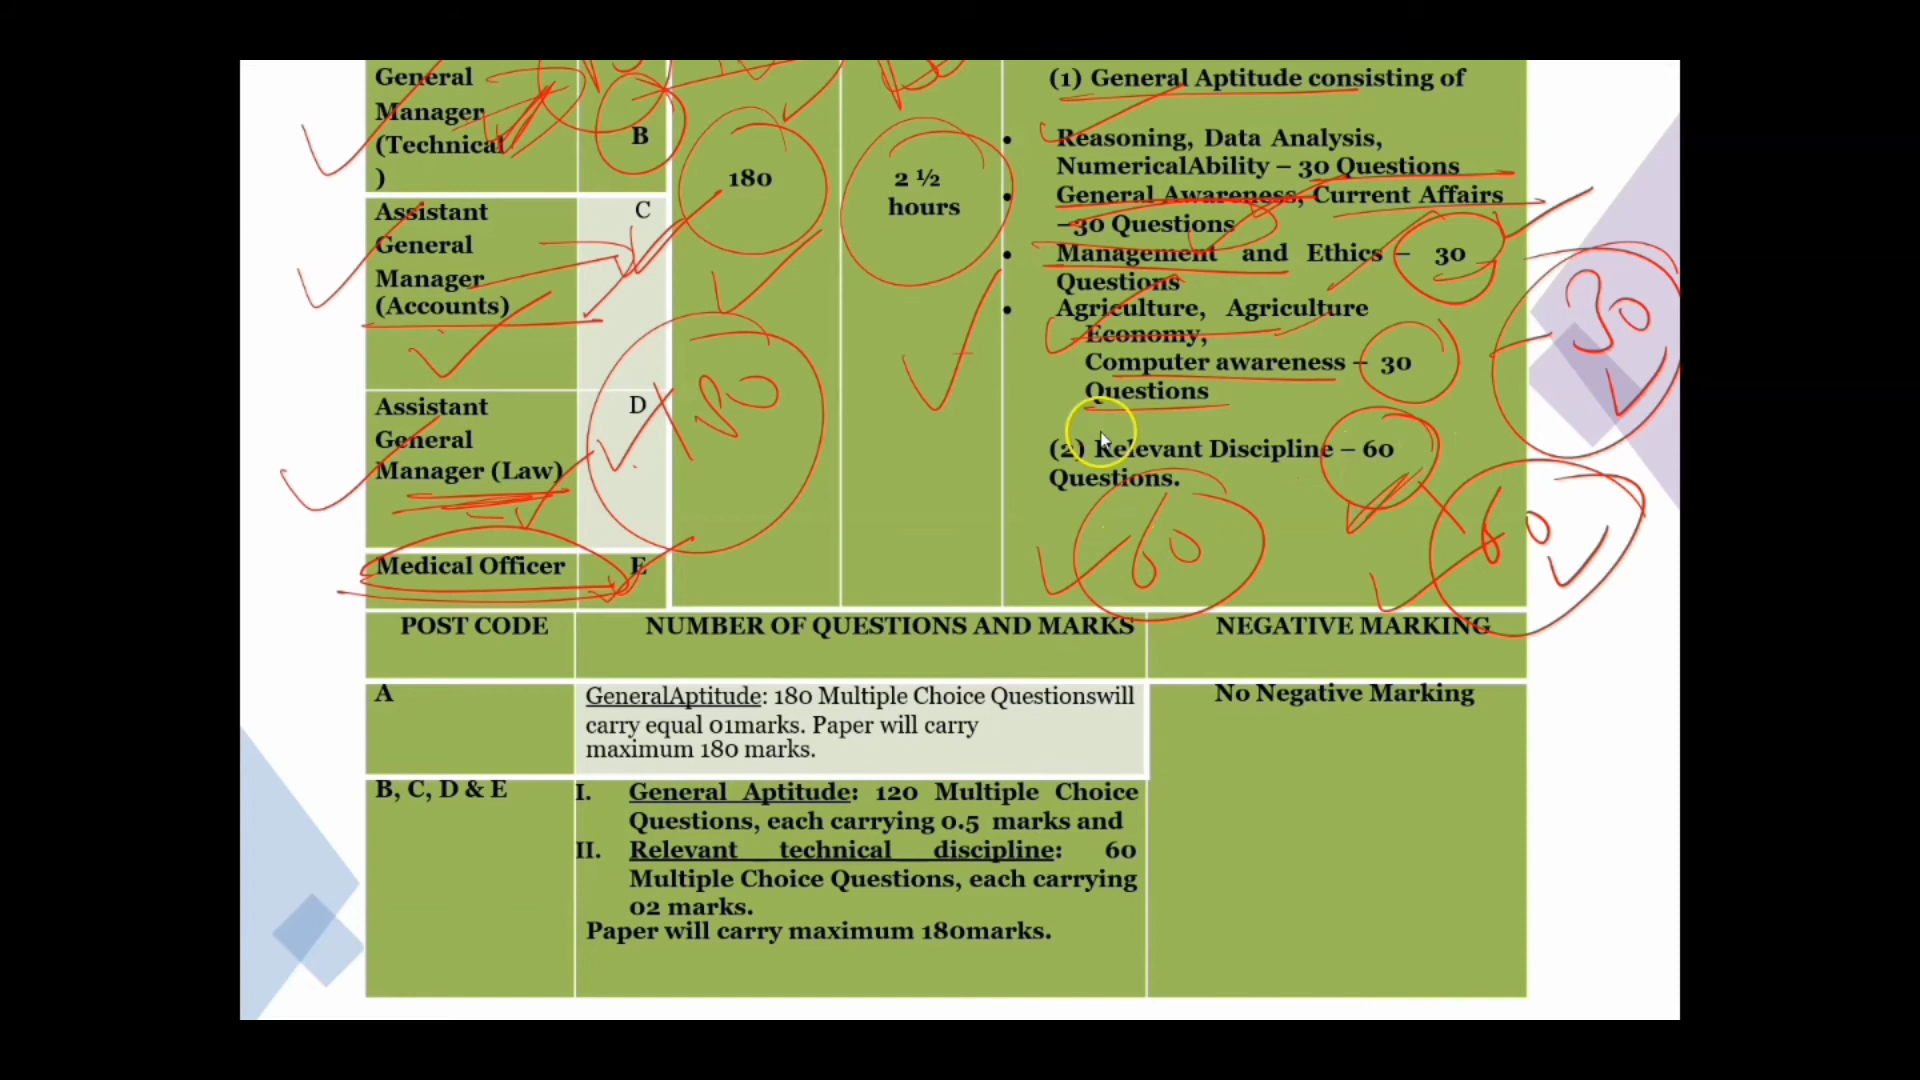 General
Manager
(Technical
)
B
180
2 ½
hours
(1) General Aptitude consisting of
• Reasoning, Data Analysis,
NumericalAbility – 30 Questions
• General Awareness, Current Affairs
–30 Questions
• Management and Ethics – 30
Questions
• Agriculture, Agriculture
Economy,
Computer awareness – 30
Questions
(2) Relevant Discipline – 60
Questions.
Assistant
General
Manager
(Accounts)
C
Assistant
General
Manager (Law)
D
Medical Officer
E
180
30
60
60
POST CODE
NUMBER OF QUESTIONS AND MARKS
NEGATIVE MARKING
A
GeneralAptitude: 180 Multiple Choice Questionswill
carry equal 01marks. Paper will carry
maximum 180 marks.
No Negative Marking
B, C, D & E
I. General Aptitude: 120 Multiple Choice
Questions, each carrying 0.5 marks and
II. Relevant technical discipline: 60
Multiple Choice Questions, each carrying
02 marks.
Paper will carry maximum 180marks.